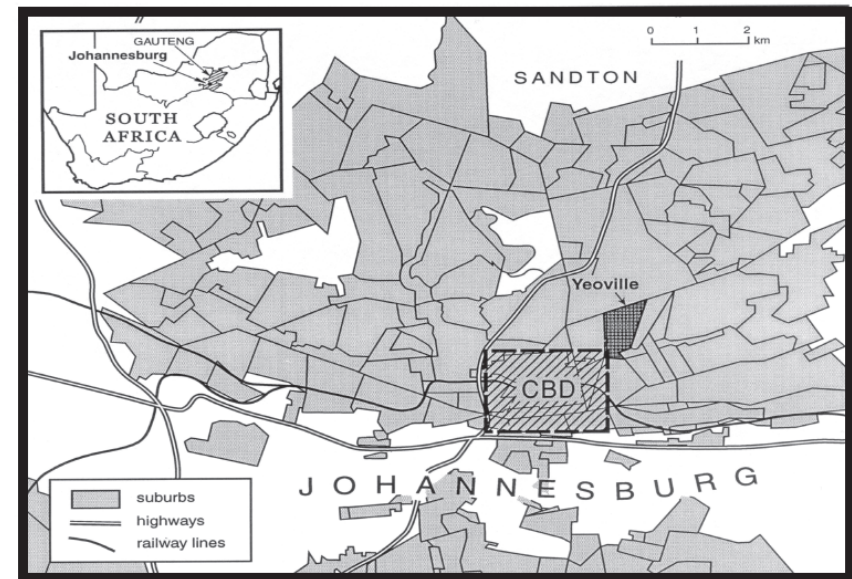 GAUTENG
Johannesburg
SOUTH
AFRICA
0 1 2
km
SANDTON
Yeoville
CBD
JOHANNESBURG
suburbs
highways
railway lines